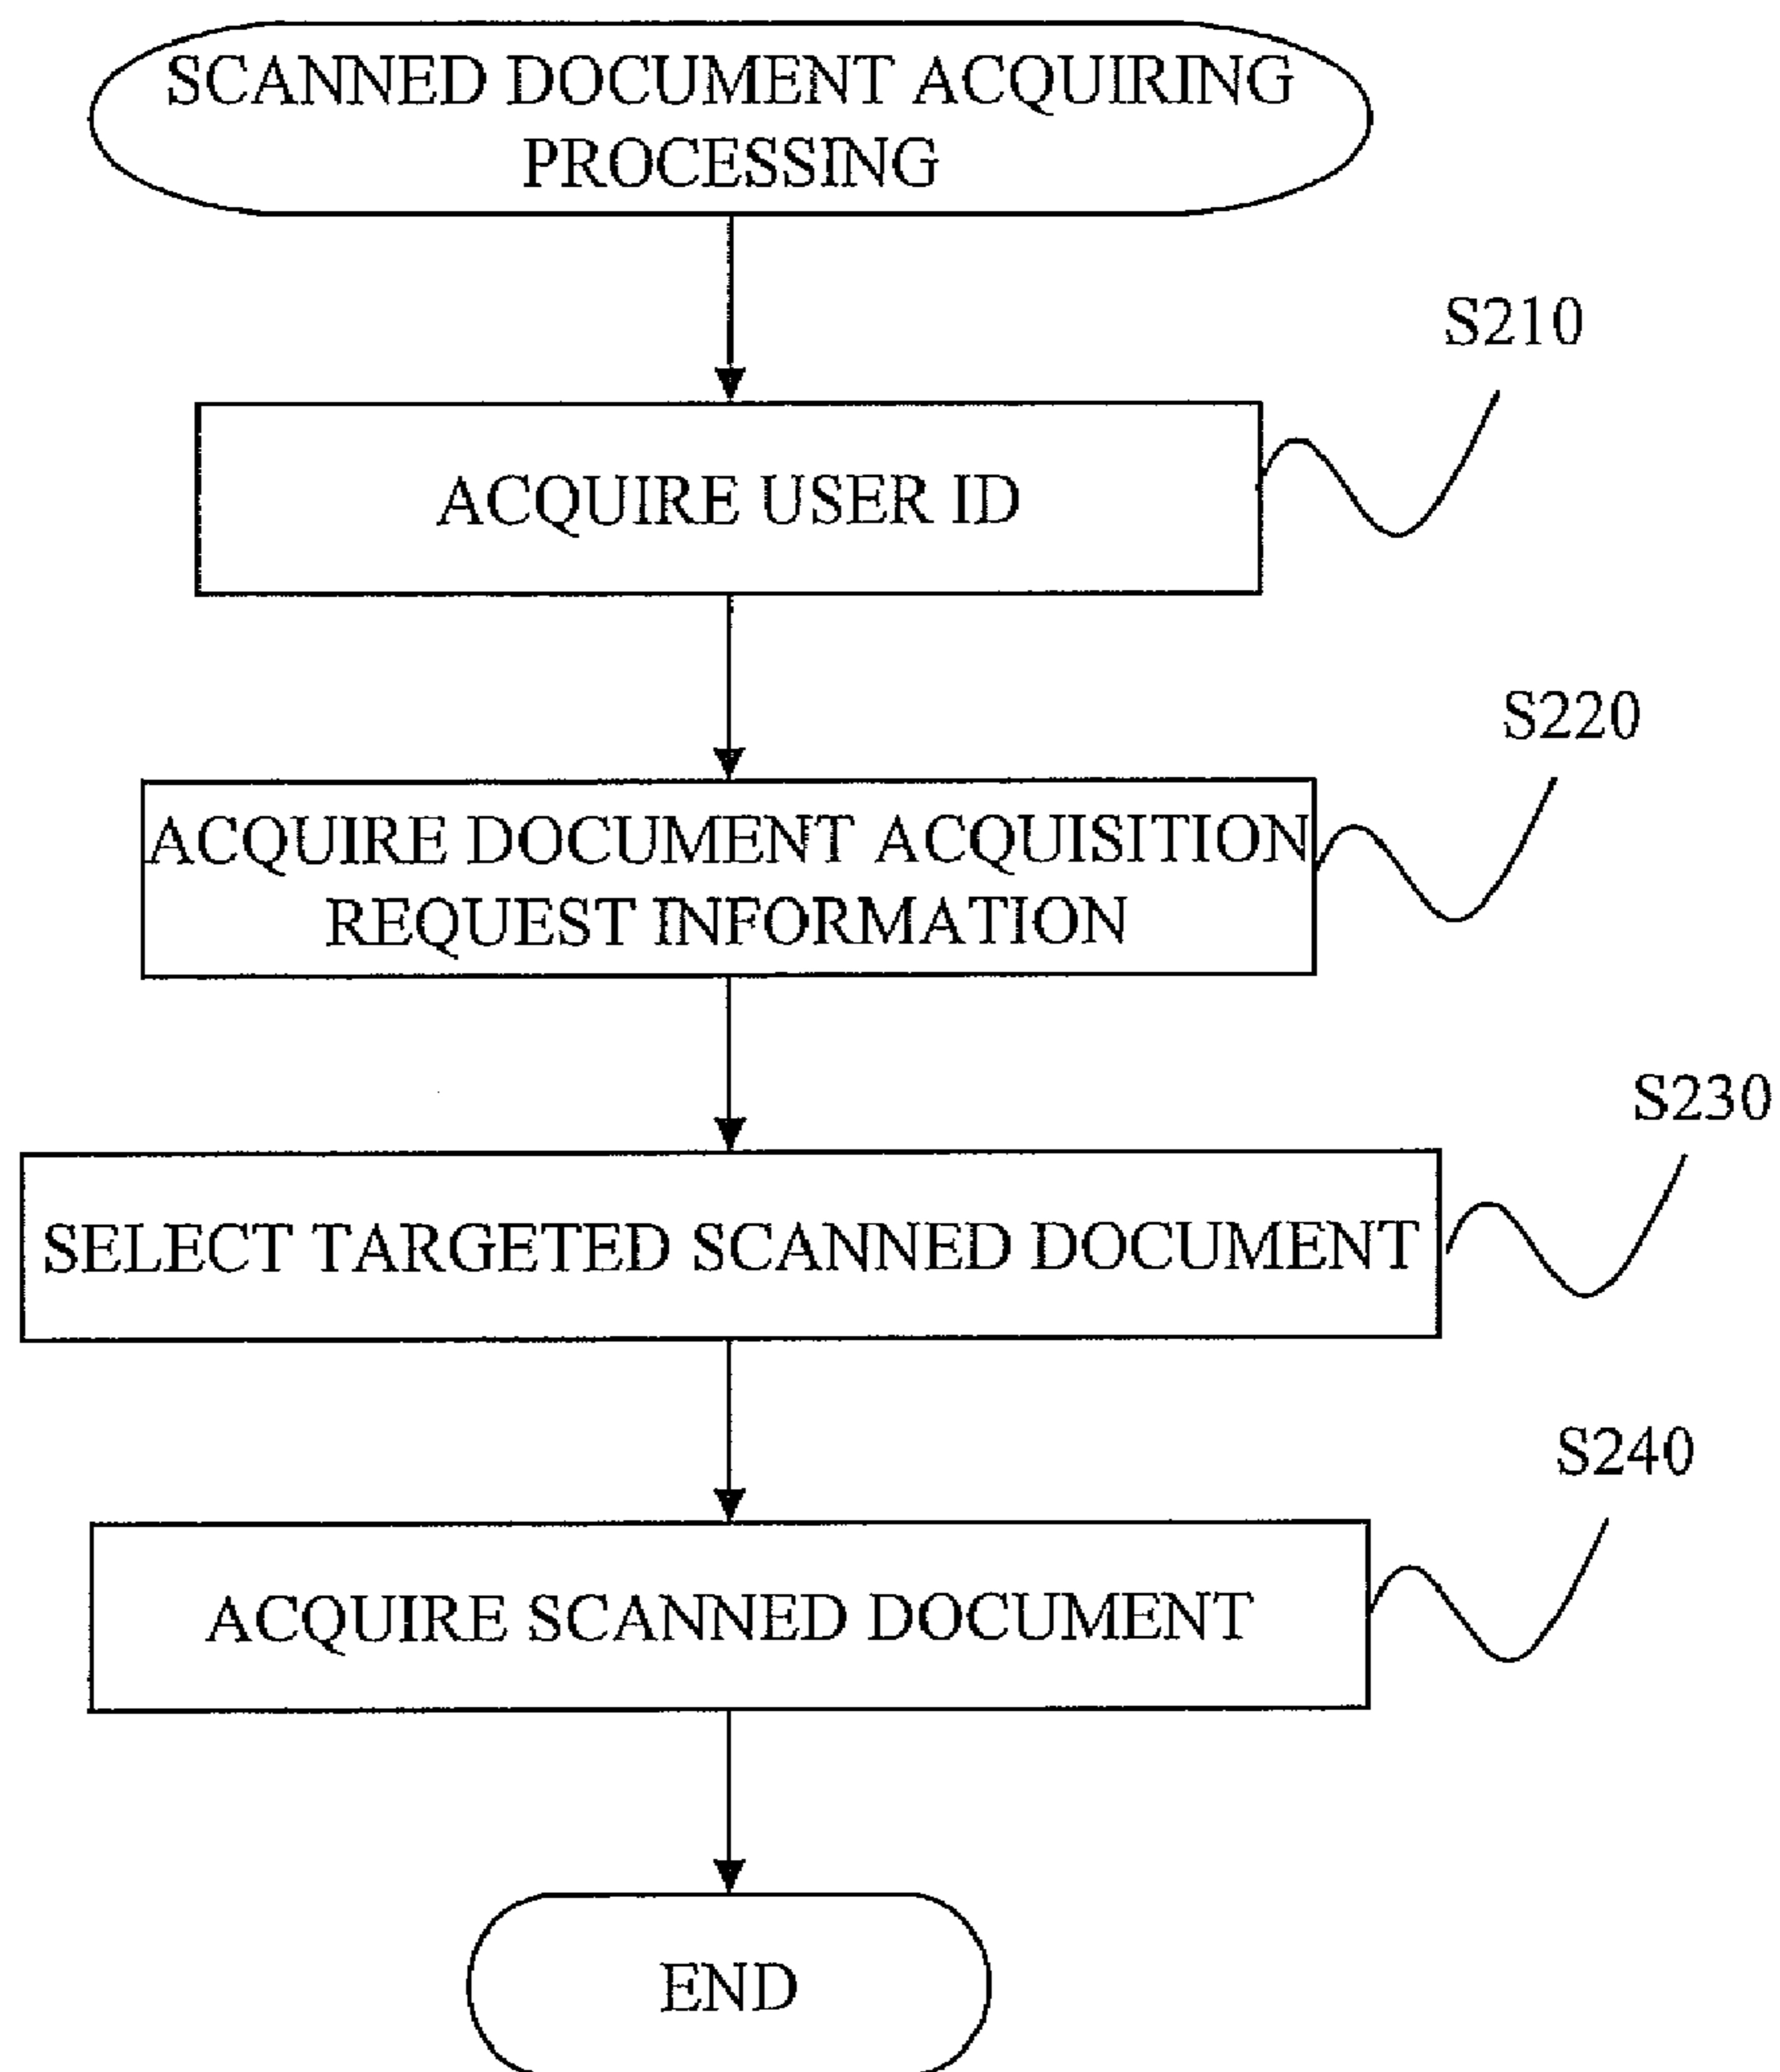 SCANNED DOCUMENT ACQUIRING
PROCESSING
S210
ACQUIRE USER ID
S220
ACQUIRE DOCUMENT ACQUISITION
REQUEST INFORMATION
S230
SELECT TARGETED SCANNED DOCUMENT
S240
ACQUIRE SCANNED DOCUMENT
END